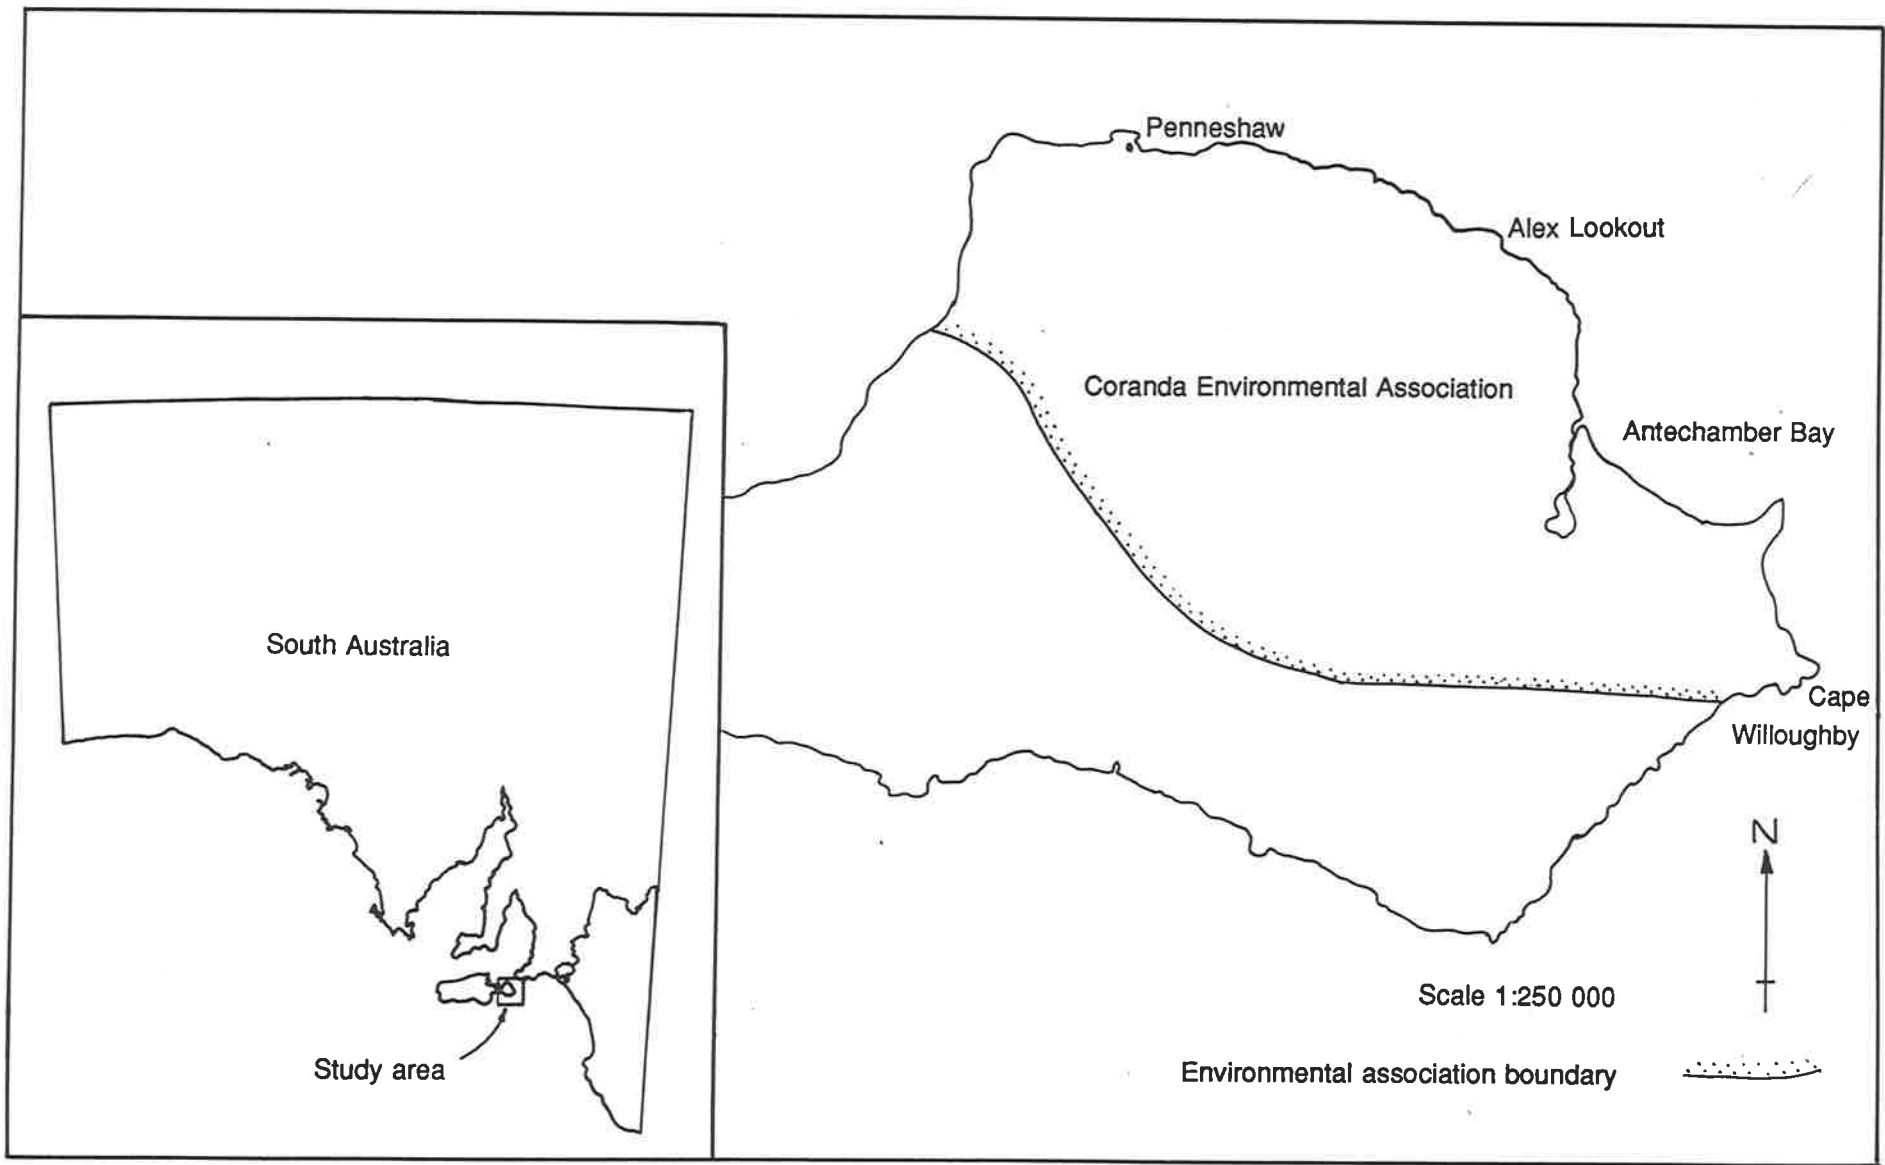 Penneshaw
Alex Lookout
Coranda Environmental Association
Antechamber Bay
South Australia
Cape
Willoughby
N
Scale 1:250 000
Study area
Environmental association boundary